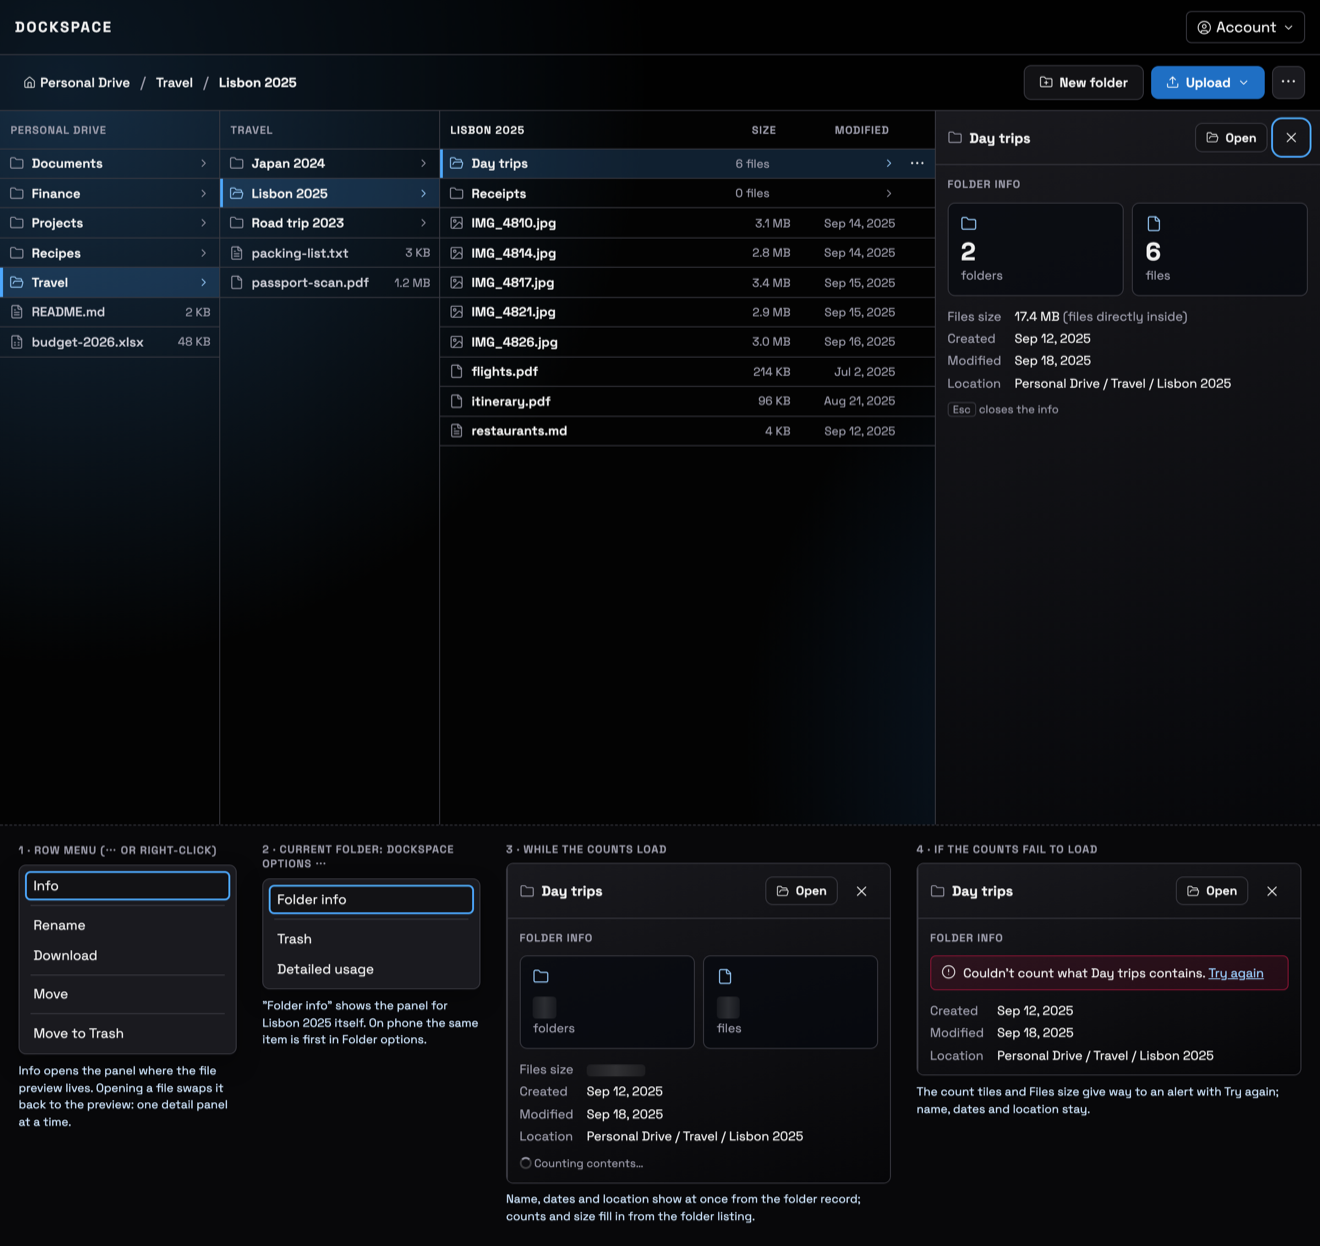 DOCKSPACE
Account
Personal Drive / Travel / Lisbon 2025
New folder
Upload
···
PERSONAL DRIVE
Documents
Finance
Projects
Recipes
Travel
README.md 2 KB
budget-2026.xlsx 48 KB
TRAVEL
Japan 2024
Lisbon 2025
Road trip 2023
packing-list.txt 3 KB
passport-scan.pdf 1.2 MB
LISBON 2025 SIZE MODIFIED
Day trips 6 files ···
Receipts 0 files
IMG_4810.jpg 3.1 MB Sep 14, 2025
IMG_4814.jpg 2.8 MB Sep 14, 2025
IMG_4817.jpg 3.4 MB Sep 15, 2025
IMG_4821.jpg 2.9 MB Sep 15, 2025
IMG_4826.jpg 3.0 MB Sep 16, 2025
flights.pdf 214 KB Jul 2, 2025
itinerary.pdf 96 KB Aug 21, 2025
restaurants.md 4 KB Sep 12, 2025
Day trips
Open
FOLDER INFO
2
folders
6
files
Files size 17.4 MB (files directly inside)
Created Sep 12, 2025
Modified Sep 18, 2025
Location Personal Drive / Travel / Lisbon 2025
Esc closes the info
1 · ROW MENU (··· OR RIGHT-CLICK)
Info
Rename
Download
Move
Move to Trash
Info opens the panel where the file
preview lives. Opening a file swaps it
back to the preview: one detail panel
at a time.
2 · CURRENT FOLDER: DOCKSPACE
OPTIONS ···
Folder info
Trash
Detailed usage
"Folder info" shows the panel for
Lisbon 2025 itself. On phone the same
item is first in Folder options.
3 · WHILE THE COUNTS LOAD
Day trips
Open
FOLDER INFO
folders
files
Files size
Created Sep 12, 2025
Modified Sep 18, 2025
Location Personal Drive / Travel / Lisbon 2025
Counting contents…
Name, dates and location show at once from the folder record;
counts and size fill in from the folder listing.
4 · IF THE COUNTS FAIL TO LOAD
Day trips
Open
FOLDER INFO
Couldn't count what Day trips contains. Try again
Created Sep 12, 2025
Modified Sep 18, 2025
Location Personal Drive / Travel / Lisbon 2025
The count tiles and Files size give way to an alert with Try again;
name, dates and location stay.